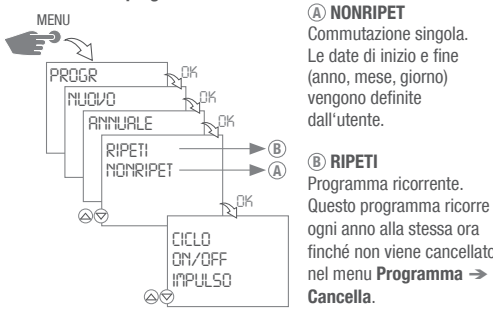 MENU
PROGR
OK
NUOVO
OK
ANNUALE
OK
RIPETI
B
NONRIPET
A
OK
CICLO
ON/OFF
IMPULSO
A NONRIPET
Commutazione singola.
Le date di inizio e fine
(anno, mese, giorno)
vengono definite
dall'utente.
B RIPETI
Programma ricorrente.
Questo programma ricorre
ogni anno alla stessa ora
finché non viene cancellato
nel menu Programma ➔
Cancella.